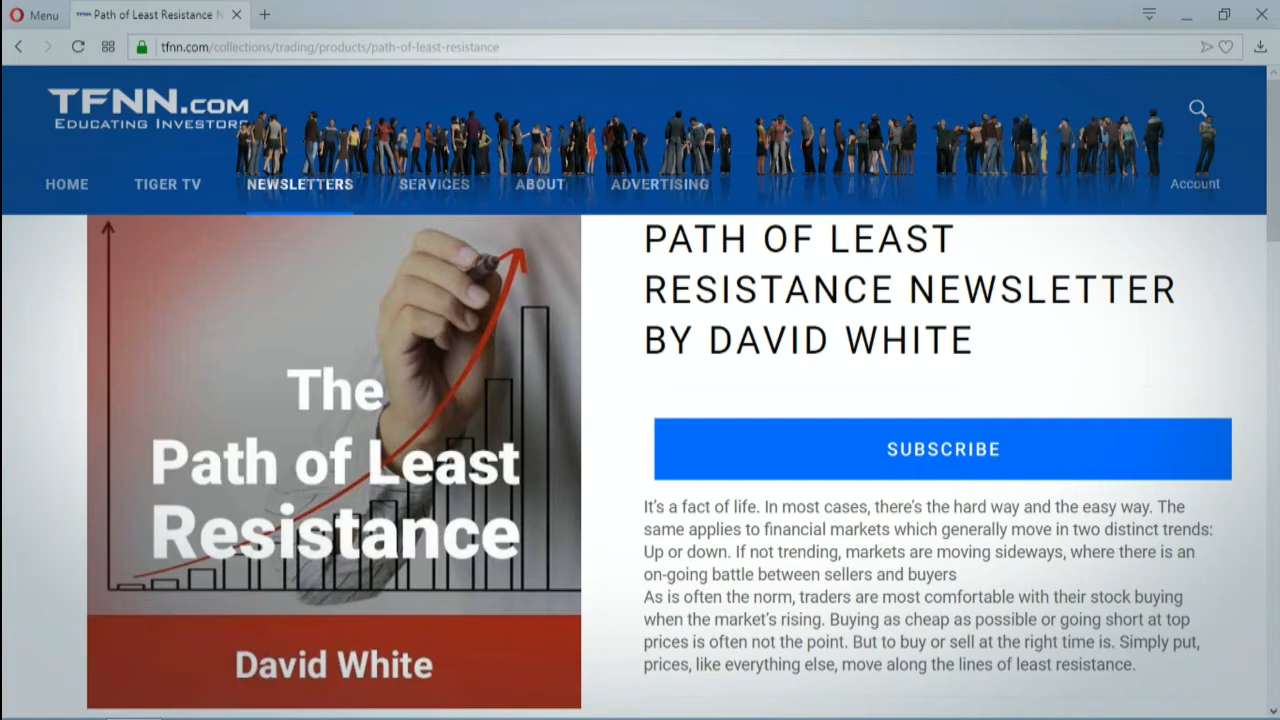 Menu
Path of Least Resistance
tfnn.com/collections/trading/products/path-of-least-resistance
TFNN.COM
EDUCATING INVESTORS
HOME TIGER TV NEWSLETTERS SERVICES ABOUT ADVERTISING Account
The
Path of Least
Resistance
David White
PATH OF LEAST
RESISTANCE NEWSLETTER
BY DAVID WHITE
SUBSCRIBE
It's a fact of life. In most cases, there's the hard way and the easy way. The
same applies to financial markets which generally move in two distinct trends:
Up or down. If not trending, markets are moving sideways, where there is an
on-going battle between sellers and buyers
As is often the norm, traders are most comfortable with their stock buying
when the market's rising. Buying as cheap as possible or going short at top
prices is often not the point. But to buy or sell at the right time is. Simply put,
prices, like everything else, move along the lines of least resistance.